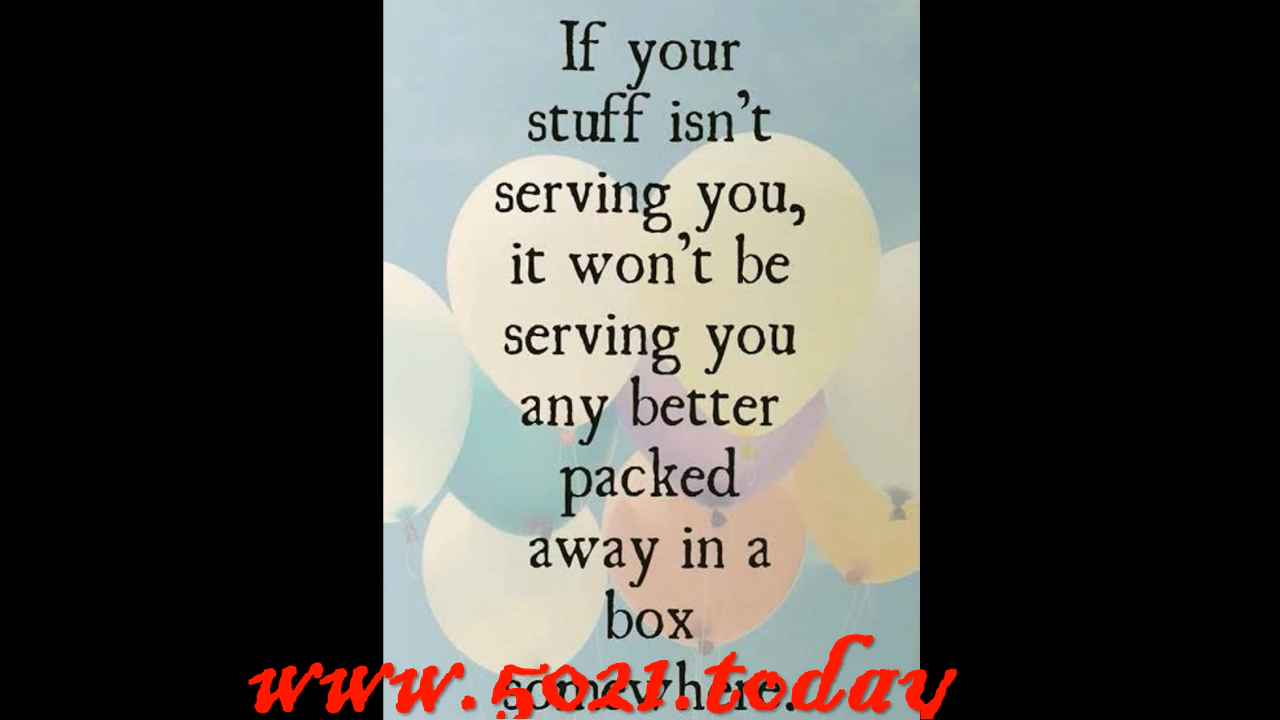 If your
stuff isn't
serving you,
it won't be
serving you
any better
packed
away in a
box
somewhere.
www.5021.today